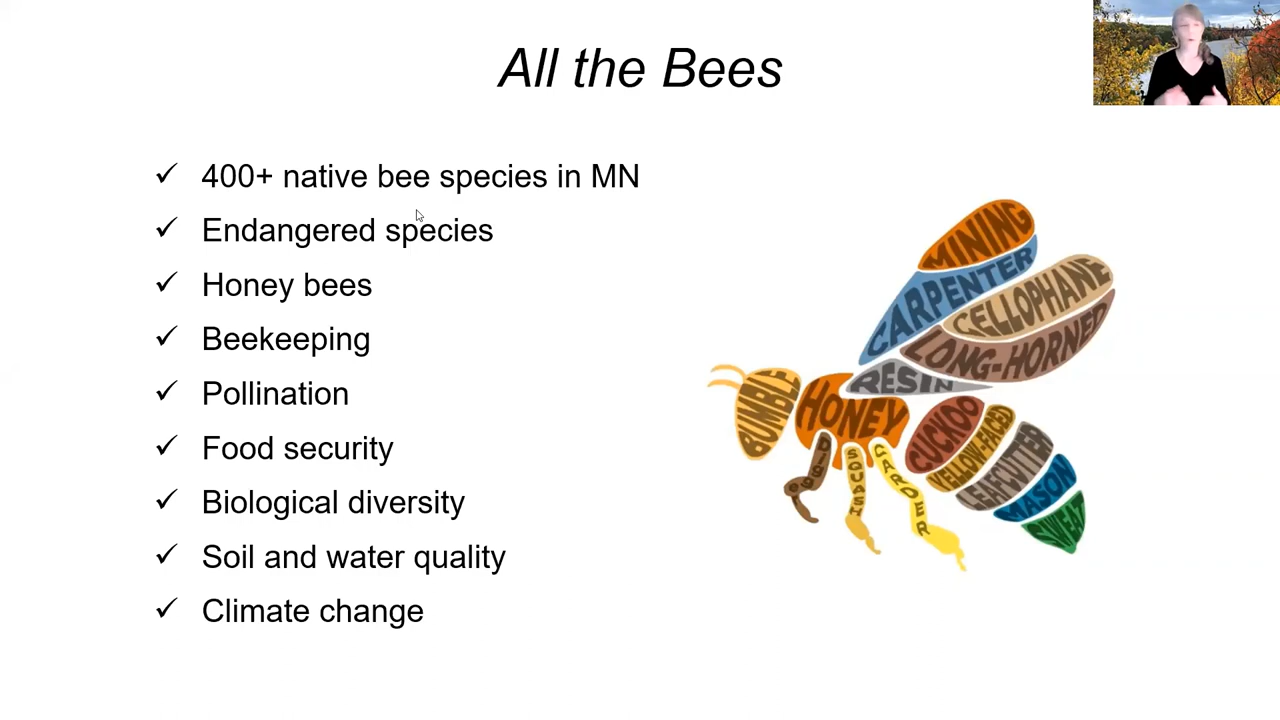 All the Bees
400+ native bee species in MN
Endangered species
Honey bees
Beekeeping
Pollination
Food security
Biological diversity
Soil and water quality
Climate change
MINING
CARPENTER
CELLOPHANE
LONG-HORNED
RESIN
BUMBLE
HONEY
CUCKOO
YELLOW-FACED
LEAFCUTTER
MASON
SWEAT
Digger
SQUASH
CARDER